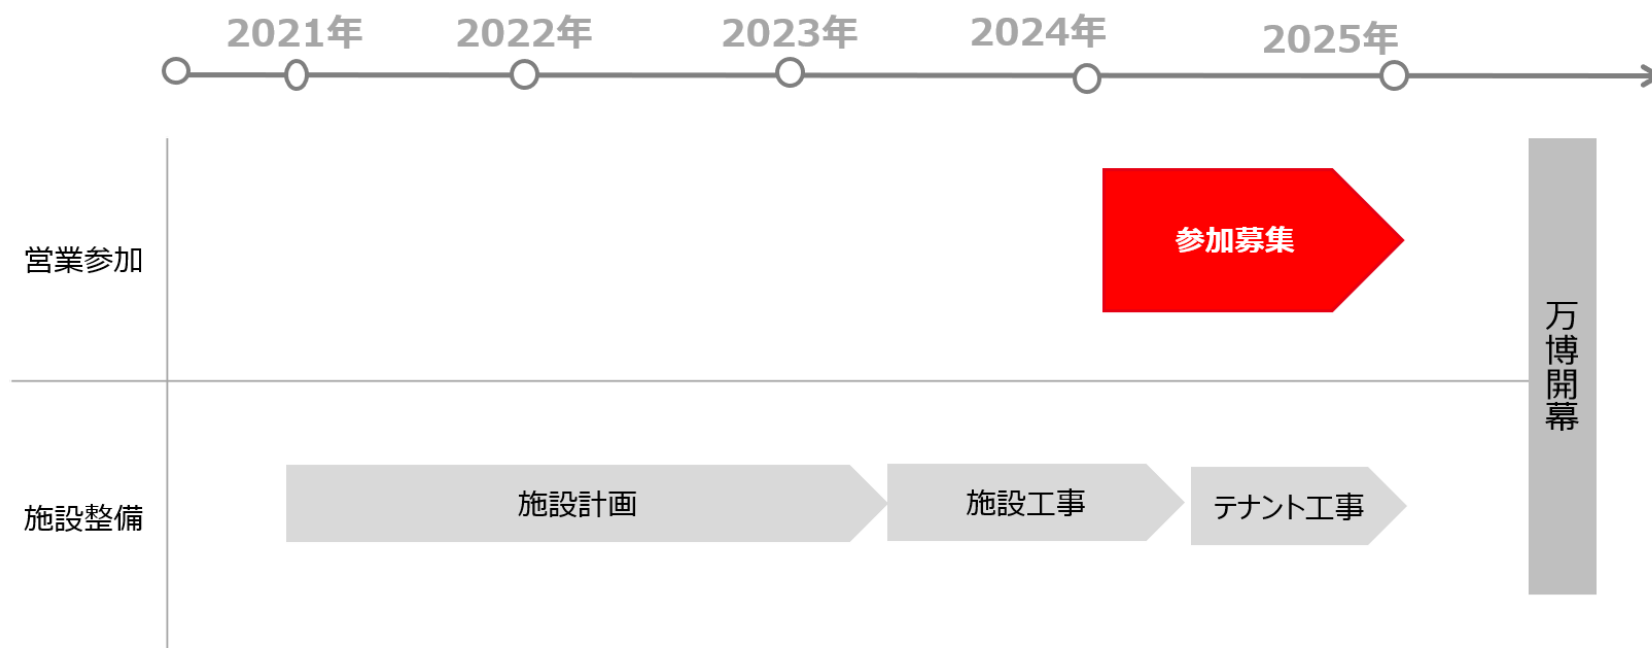 2021年
2022年
2023年
2024年
2025年
営業参加
参加募集
万博開幕
施設整備
施設計画
施設工事
テナント工事